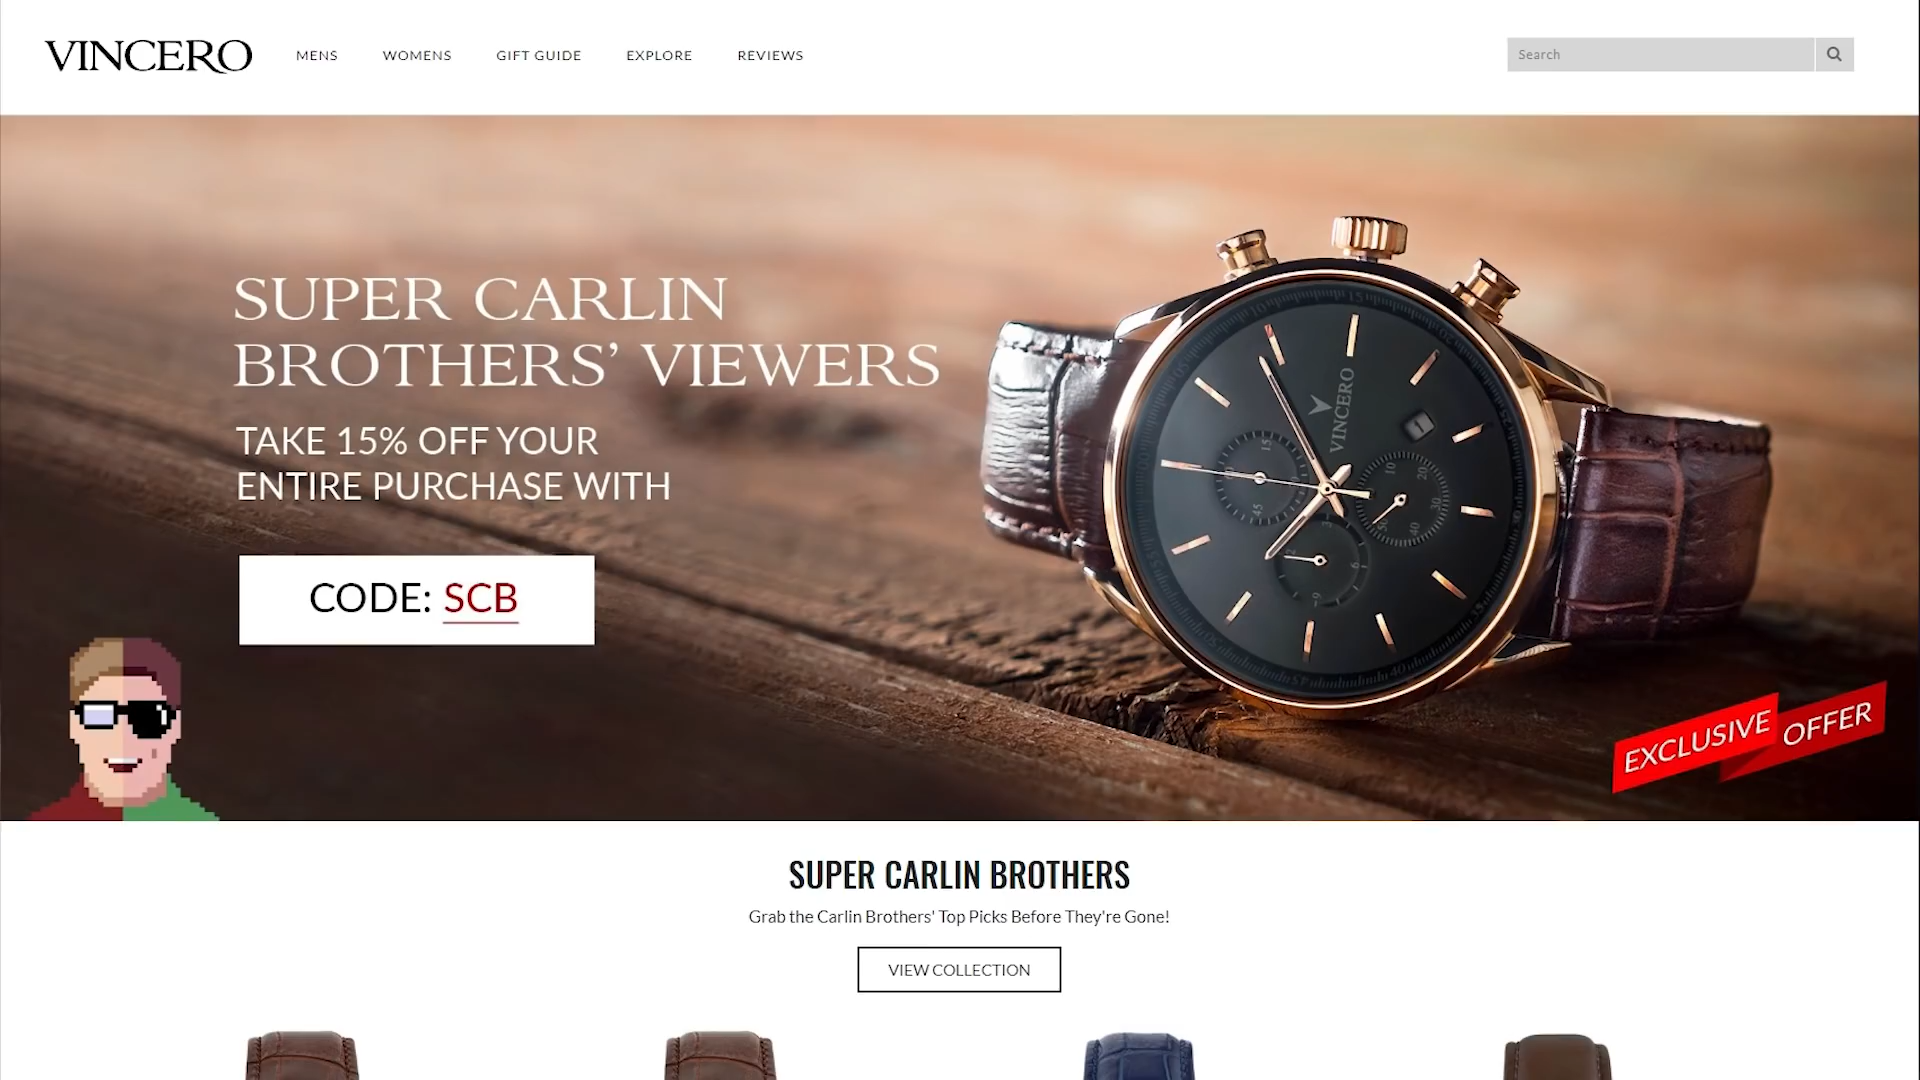 VINCERO
MENS
WOMENS
GIFT GUIDE
EXPLORE
REVIEWS
Search
SUPER CARLIN
BROTHERS' VIEWERS
TAKE 15% OFF YOUR
ENTIRE PURCHASE WITH
CODE: SCB
VINCERO
EXCLUSIVE OFFER
SUPER CARLIN BROTHERS
Grab the Carlin Brothers' Top Picks Before They're Gone!
VIEW COLLECTION